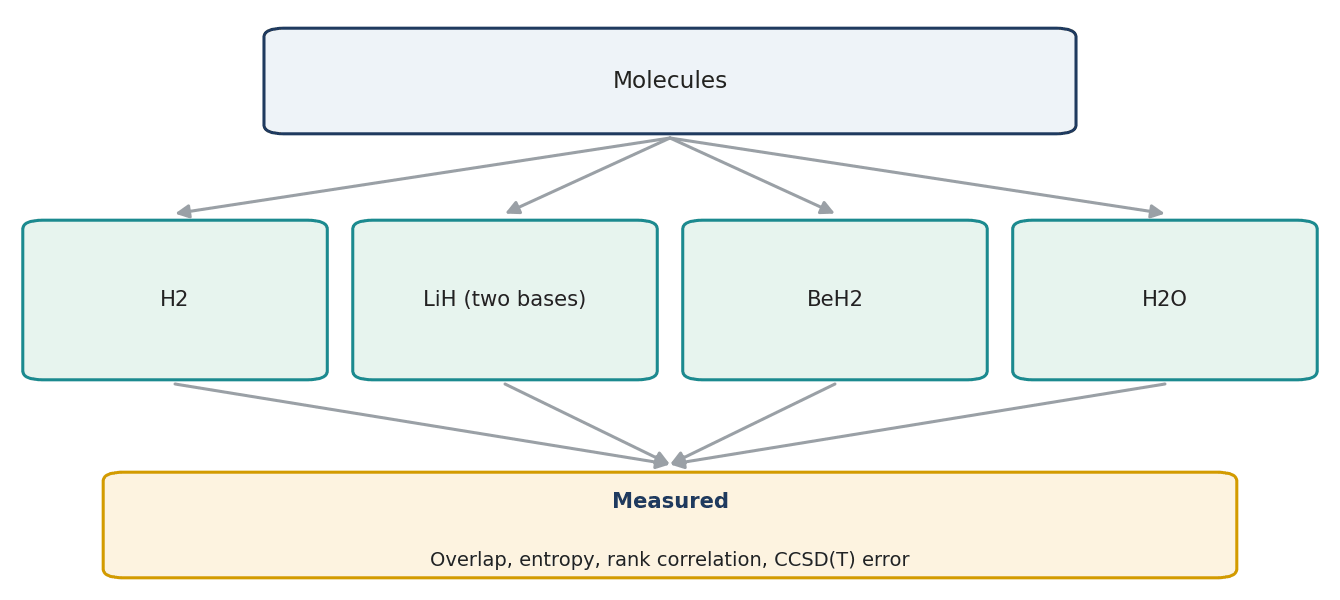 Molecules
H2
LiH (two bases)
BeH2
H2O
Measured
Overlap, entropy, rank correlation, CCSD(T) error